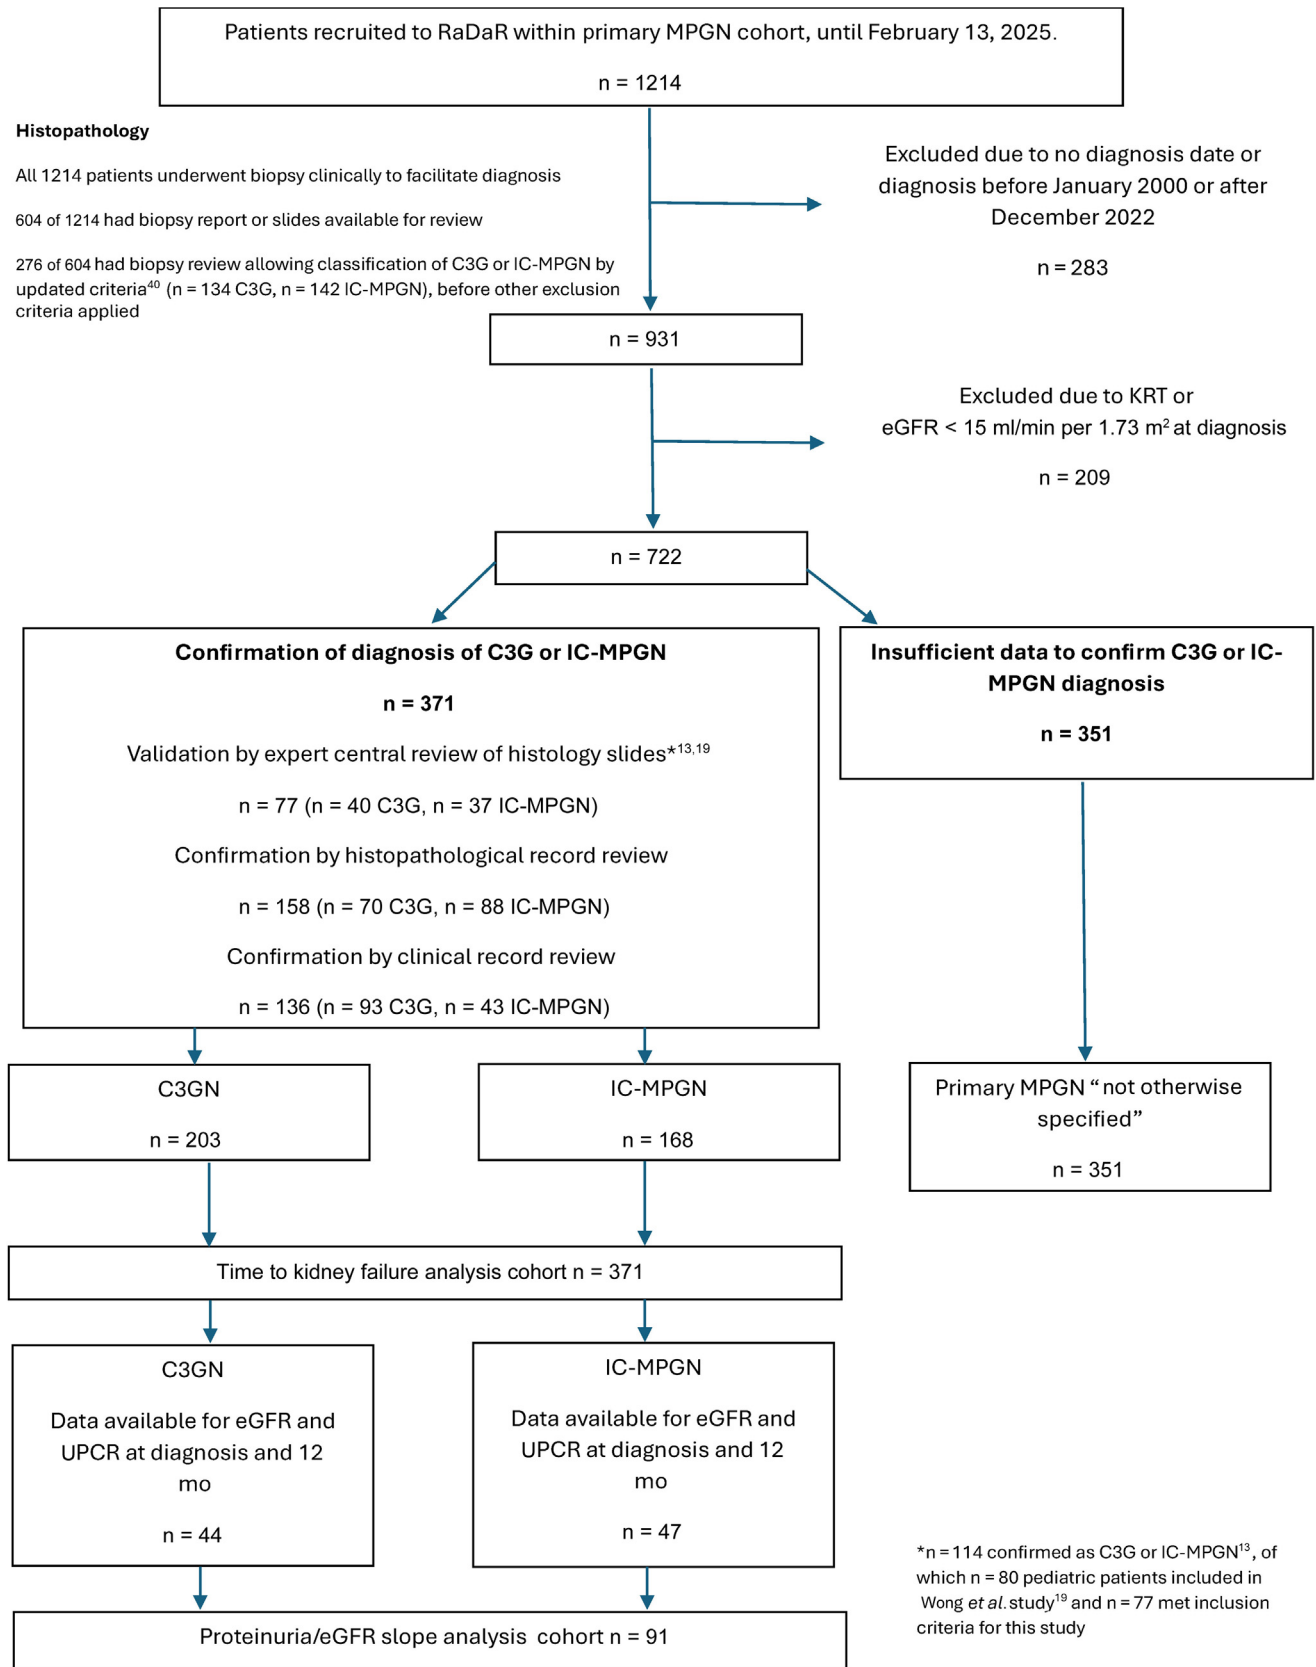 Patients recruited to RaDaR within primary MPGN cohort, until February 13, 2025.
n = 1214
Histopathology
All 1214 patients underwent biopsy clinically to facilitate diagnosis
604 of 1214 had biopsy report or slides available for review
276 of 604 had biopsy review allowing classification of C3G or IC-MPGN by
updated criteria⁴⁰ (n = 134 C3G, n = 142 IC-MPGN), before other exclusion
criteria applied
Excluded due to no diagnosis date or
diagnosis before January 2000 or after
December 2022
n = 283
n = 931
Excluded due to KRT or
eGFR < 15 ml/min per 1.73 m² at diagnosis
n = 209
n = 722
Confirmation of diagnosis of C3G or IC-MPGN
n = 371
Validation by expert central review of histology slides*¹³,¹⁹
n = 77 (n = 40 C3G, n = 37 IC-MPGN)
Confirmation by histopathological record review
n = 158 (n = 70 C3G, n = 88 IC-MPGN)
Confirmation by clinical record review
n = 136 (n = 93 C3G, n = 43 IC-MPGN)
Insufficient data to confirm C3G or IC-
MPGN diagnosis
n = 351
C3GN
n = 203
IC-MPGN
n = 168
Primary MPGN “not otherwise
specified”
n = 351
Time to kidney failure analysis cohort n = 371
C3GN
Data available for eGFR and
UPCR at diagnosis and 12
mo
n = 44
IC-MPGN
Data available for eGFR and
UPCR at diagnosis and 12
mo
n = 47
Proteinuria/eGFR slope analysis cohort n = 91
*n = 114 confirmed as C3G or IC-MPGN¹³, of
which n = 80 pediatric patients included in
Wong et al. study¹⁹ and n = 77 met inclusion
criteria for this study